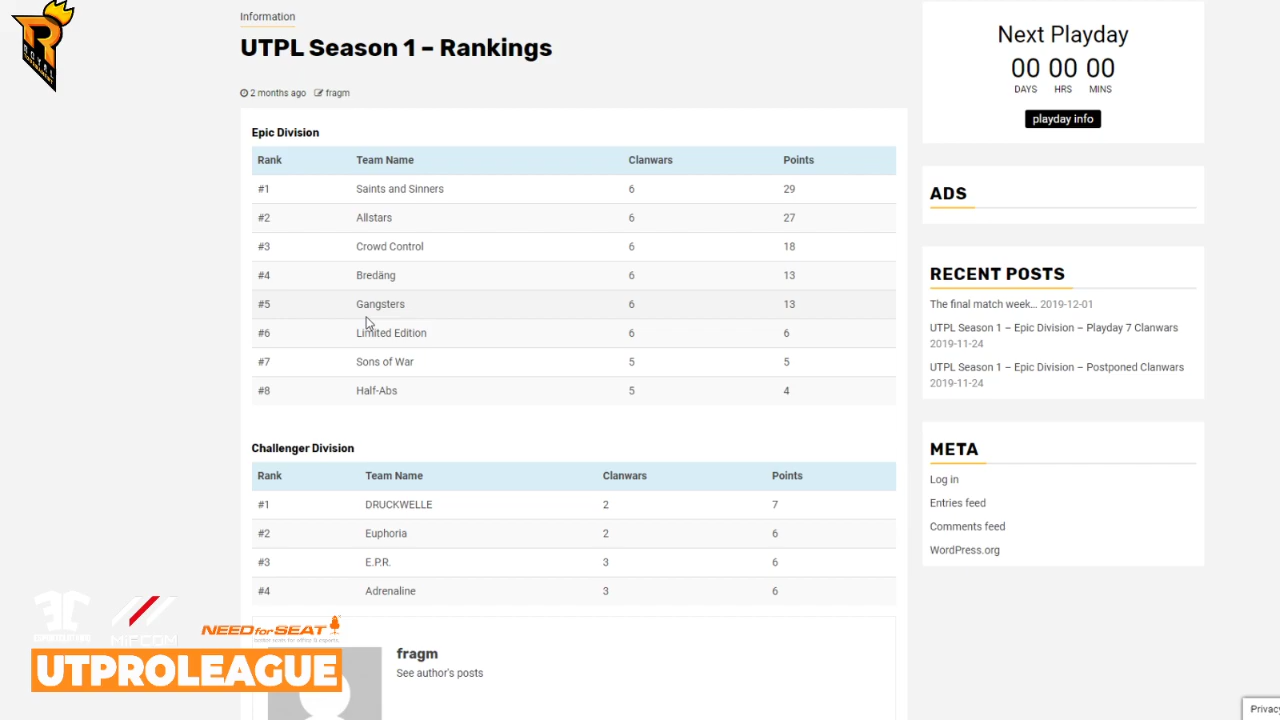 Information
UTPL Season 1 – Rankings
2 months ago fragm
Epic Division
Rank Team Name Clanwars Points
#1 Saints and Sinners 6 29
#2 Allstars 6 27
#3 Crowd Control 6 18
#4 Bredäng 6 13
#5 Gangsters 6 13
#6 Limited Edition 6 6
#7 Sons of War 5 5
#8 Half-Abs 5 4
Challenger Division
Rank Team Name Clanwars Points
#1 DRUCKWELLE 2 7
#2 Euphoria 2 6
#3 E.P.R. 3 6
#4 Adrenaline 3 6
fragm
See author's posts
Next Playday
00 00 00
DAYS HRS MINS
playday info
ADS
RECENT POSTS
The final match week… 2019-12-01
UTPL Season 1 – Epic Division – Playday 7 Clanwars
2019-11-24
UTPL Season 1 – Epic Division – Postponed Clanwars
2019-11-24
META
Log in
Entries feed
Comments feed
WordPress.org
R
ROYAL
MIFCOM
NEED for SEAT
UTPROLEAGUE
Privac